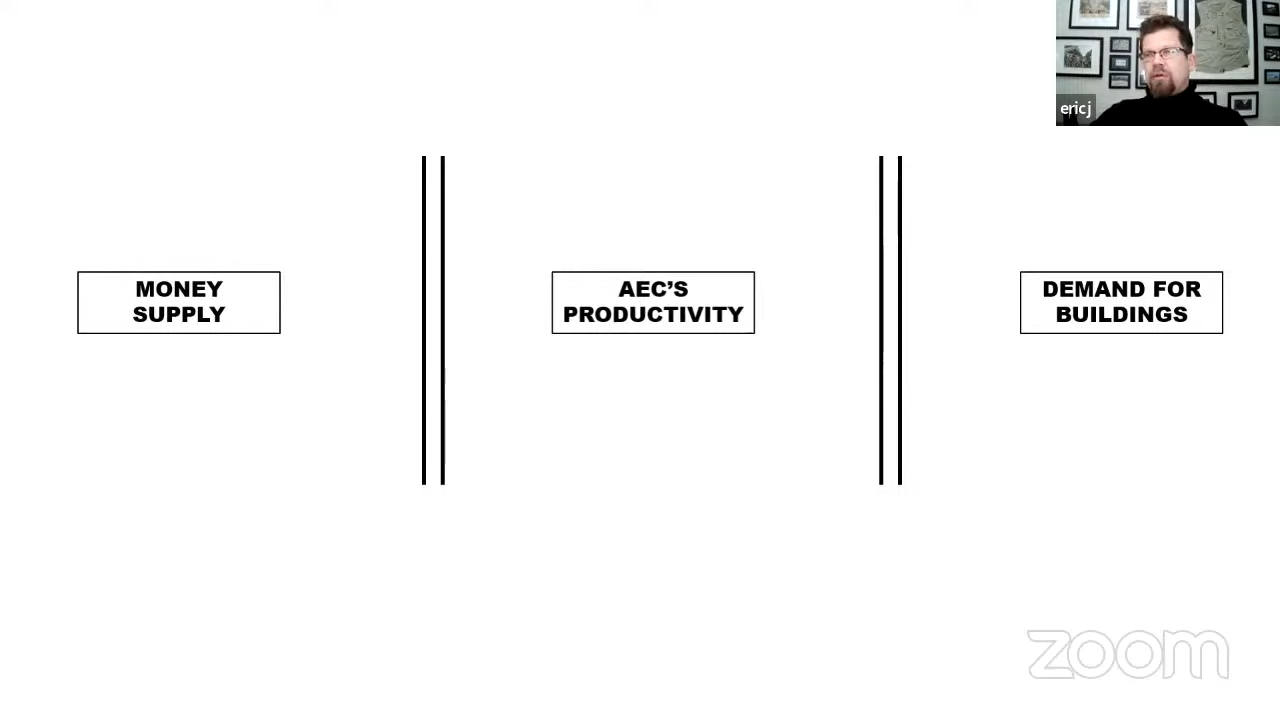 ericj
MONEY
SUPPLY
AEC'S
PRODUCTIVITY
DEMAND FOR
BUILDINGS
zoom